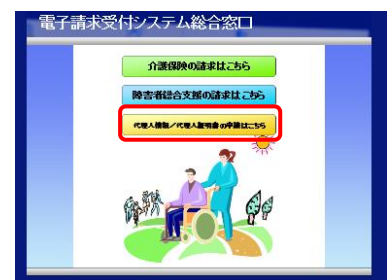 電子請求受付システム総合窓口
介護保険の請求はこちら
障害者総合支援の請求はこちら
代理人情報／代理人証明書の申請はこちら